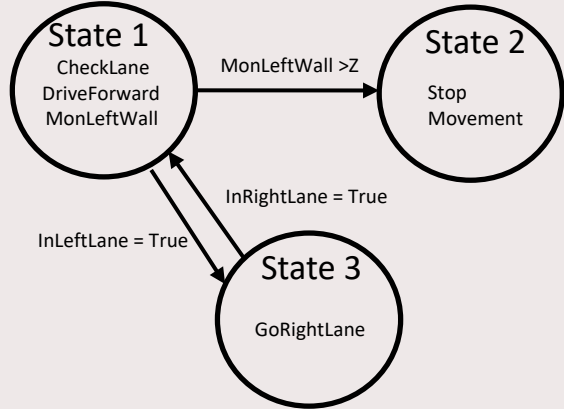 State 1
CheckLane
DriveForward
MonLeftWall
MonLeftWall >Z
State 2
Stop
Movement
InRightLane = True
InLeftLane = True
State 3
GoRightLane